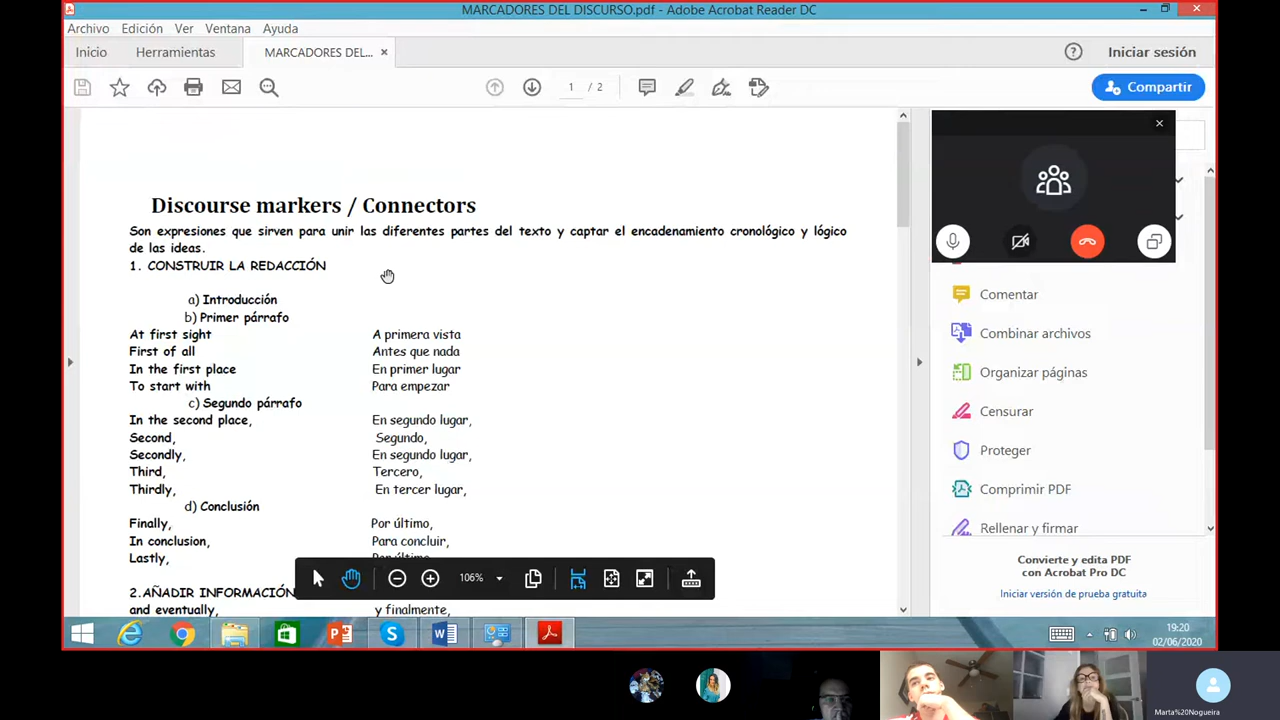 MARCADORES DEL DISCURSO.pdf - Adobe Acrobat Reader DC
Archivo Edición Ver Ventana Ayuda
Inicio Herramientas MARCADORES DEL... ×
1 / 2
Iniciar sesión
Compartir
Discourse markers / Connectors
Son expresiones que sirven para unir las diferentes partes del texto y captar el encadenamiento cronológico y lógico
de las ideas.
1. CONSTRUIR LA REDACCIÓN
a) Introducción
b) Primer párrafo
At first sight A primera vista
First of all Antes que nada
In the first place En primer lugar
To start with Para empezar
c) Segundo párrafo
In the second place, En segundo lugar,
Second, Segundo,
Secondly, En segundo lugar,
Third, Tercero,
Thirdly, En tercer lugar,
d) Conclusión
Finally, Por último,
In conclusion, Para concluir,
Lastly, Por último,
2.AÑADIR INFORMACIÓN
and eventually, y finalmente,
106%
Comentar
Combinar archivos
Organizar páginas
Censurar
Proteger
Comprimir PDF
Rellenar y firmar
Convierte y edita PDF
con Acrobat Pro DC
Iniciar versión de prueba gratuita
19:20
02/06/2020
Marta%20Nogueira